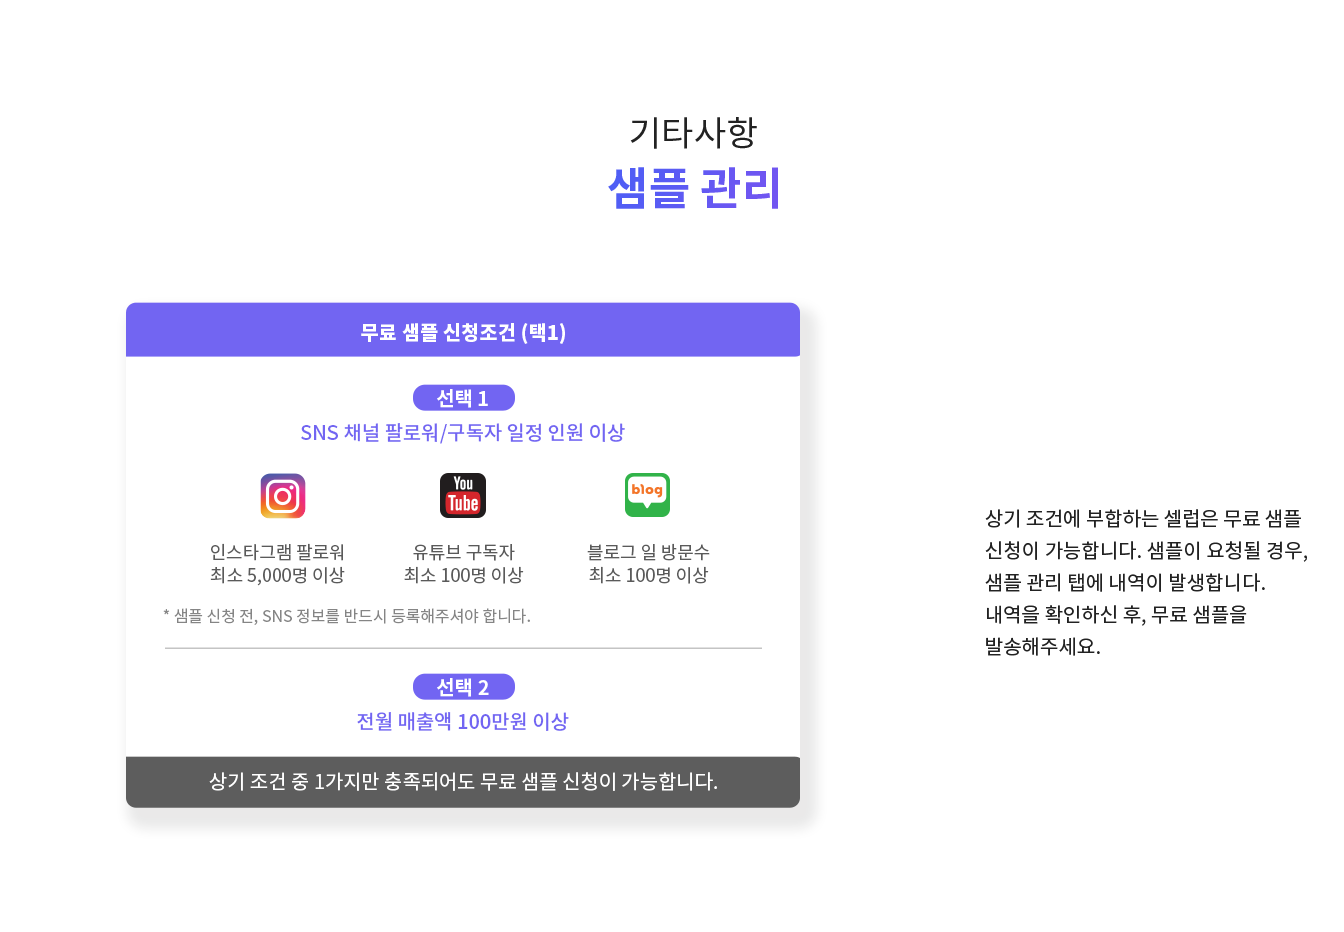 기타사항
샘플 관리
무료 샘플 신청조건 (택1)
선택 1
SNS 채널 팔로워/구독자 일정 인원 이상
You
Tube
blog
인스타그램 팔로워
최소 5,000명 이상
유튜브 구독자
최소 100명 이상
블로그 일 방문수
최소 100명 이상
* 샘플 신청 전, SNS 정보를 반드시 등록해주셔야 합니다.
선택 2
전월 매출액 100만원 이상
상기 조건 중 1가지만 충족되어도 무료 샘플 신청이 가능합니다.
상기 조건에 부합하는 셀럽은 무료 샘플
신청이 가능합니다. 샘플이 요청될 경우,
샘플 관리 탭에 내역이 발생합니다.
내역을 확인하신 후, 무료 샘플을
발송해주세요.